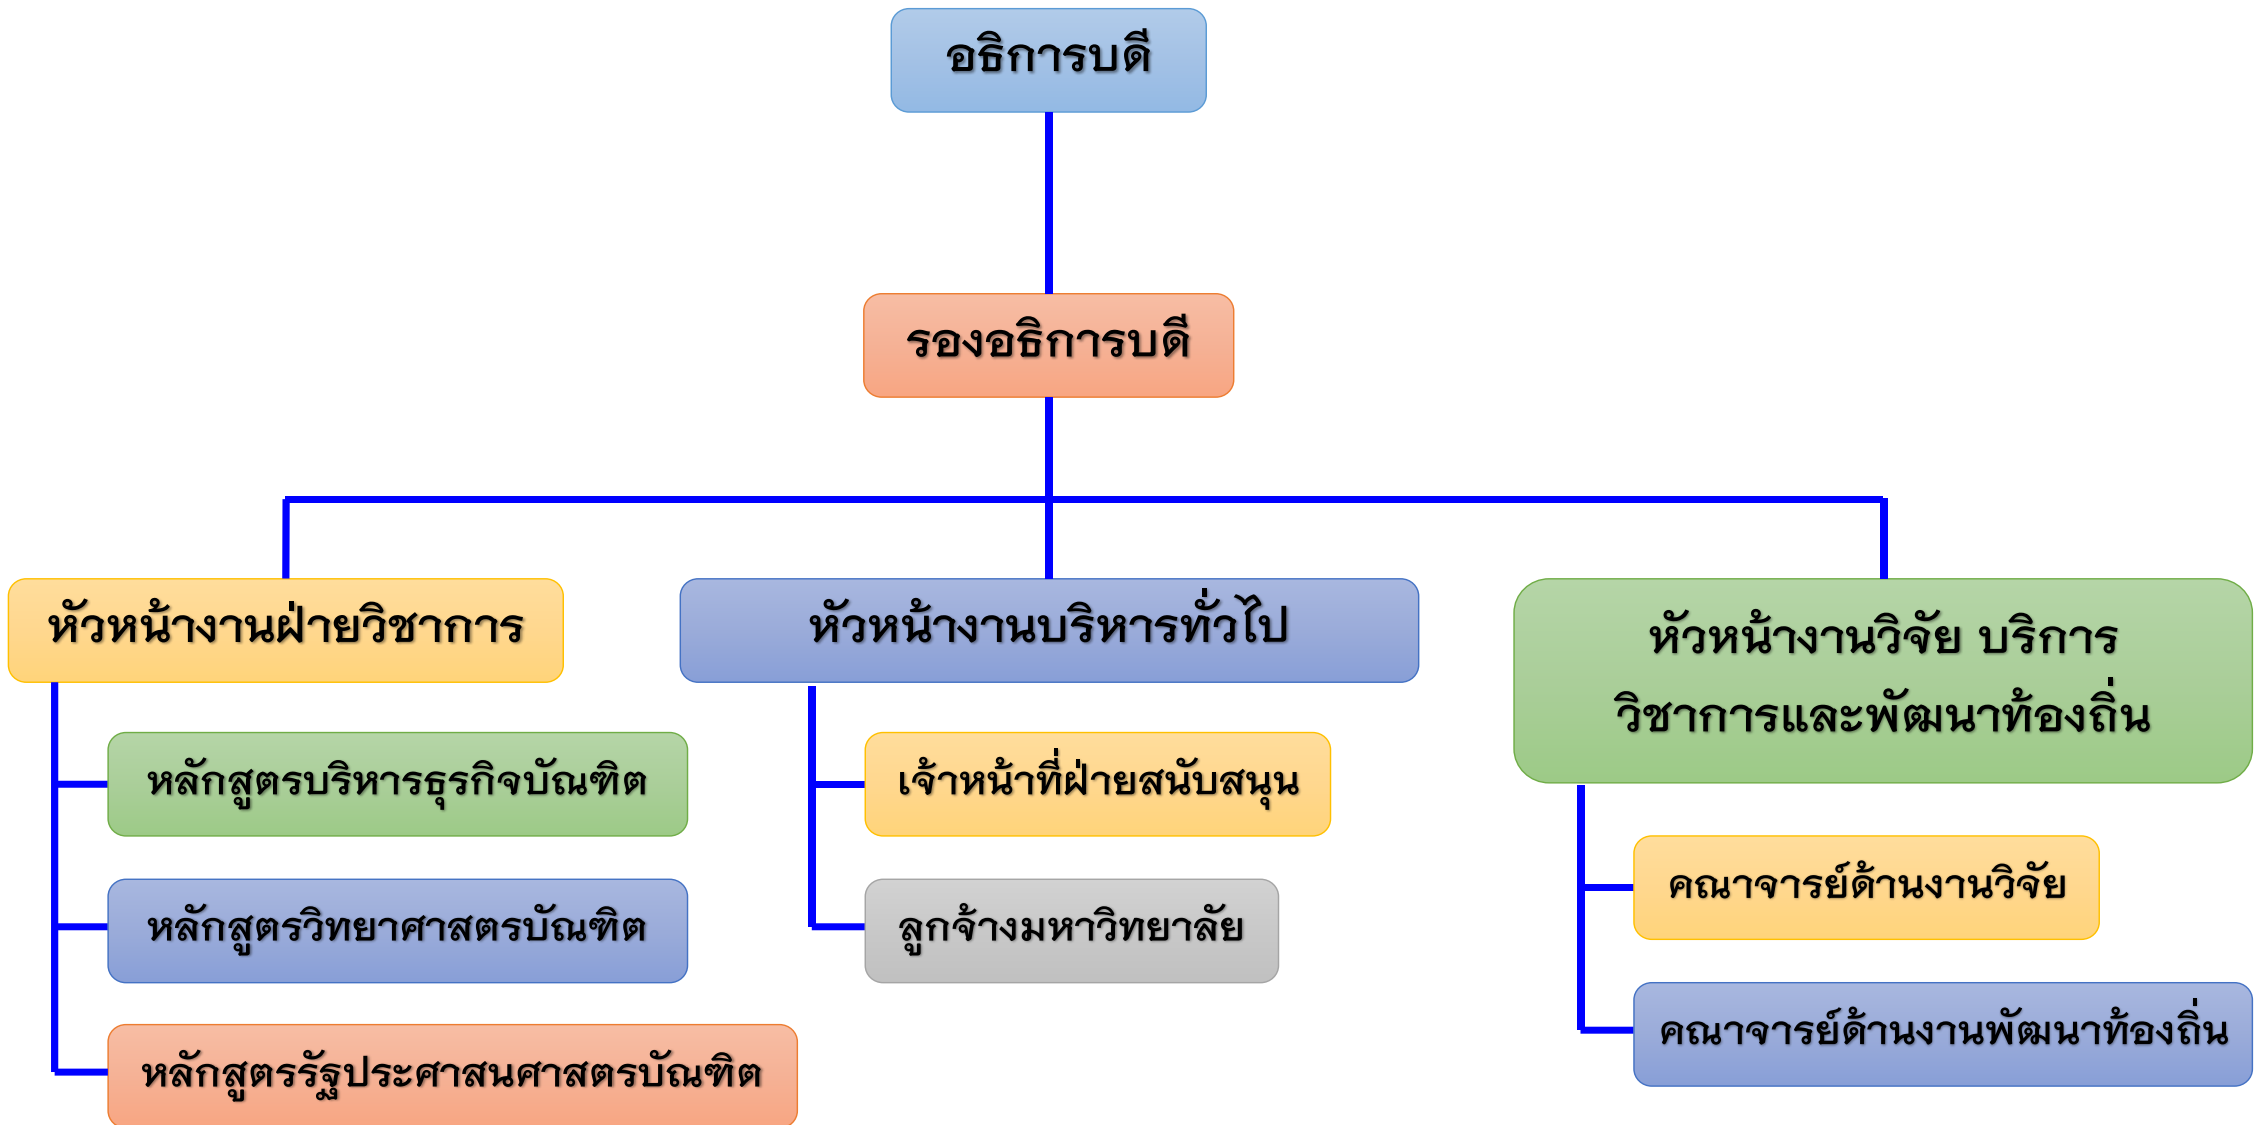 อธิการบดี
รองอธิการบดี
หัวหน้างานฝ่ายวิชาการ
หลักสูตรบริหารธุรกิจบัณฑิต
หลักสูตรวิทยาศาสตรบัณฑิต
หลักสูตรรัฐประศาสนศาสตรบัณฑิต
หัวหน้างานบริหารทั่วไป
เจ้าหน้าที่ฝ่ายสนับสนุน
ลูกจ้างมหาวิทยาลัย
หัวหน้างานวิจัย บริการ
วิชาการและพัฒนาท้องถิ่น
คณาจารย์ด้านงานวิจัย
คณาจารย์ด้านงานพัฒนาท้องถิ่น